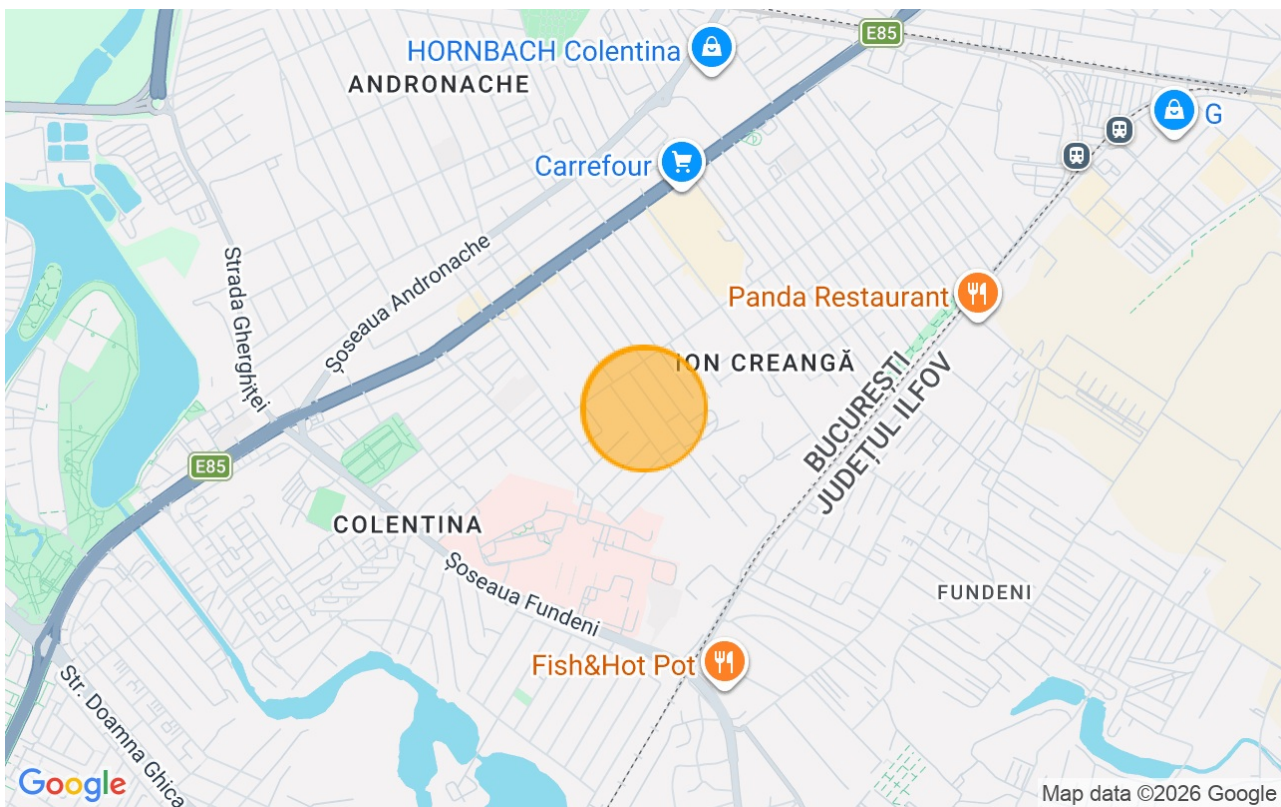 E85
HORNBACH Colentina
ANDRONACHE
G
Carrefour
Strada Gherghiței
Șoseaua Andronache
Panda Restaurant
ION CREANGĂ
BUCUREȘTI
JUDEȚUL ILFOV
E85
COLENTINA
Șoseaua Fundeni
FUNDENI
Fish&Hot Pot
Str. Doamna Ghica
Google
Map data ©2026 Google